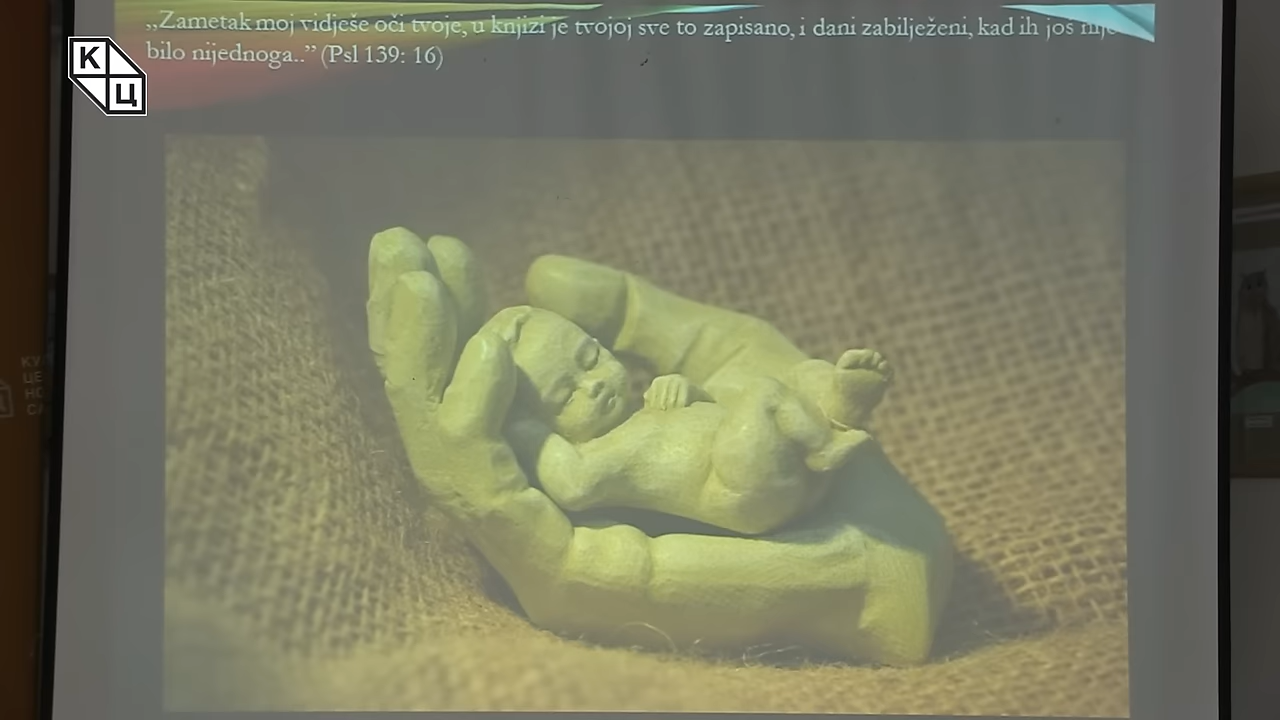 „Zametak moj vidješe oči tvoje, u knjizi je tvojoj sve to zapisano, i dani zabilježeni, kad ih jos nije
bilo nijednoga..” (Psl 139: 16)
К
Ц